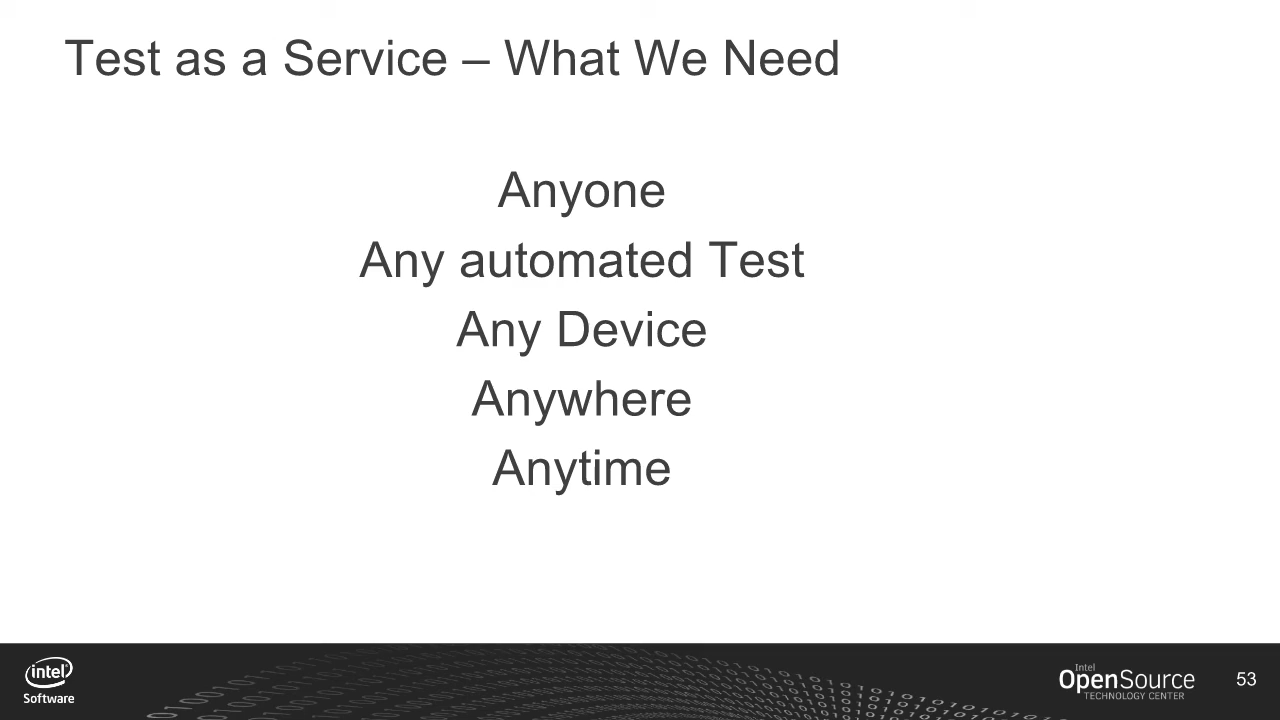 Test as a Service – What We Need
Anyone
Any automated Test
Any Device
Anywhere
Anytime
intel
Software
Intel
OpenSource
TECHNOLOGY CENTER
53